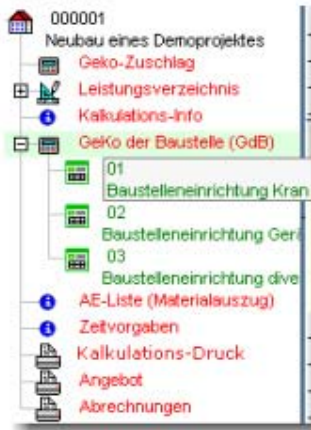 000001
Neubau eines Demoprojektes
Geko-Zuschlag
Leistungsverzeichnis
Kalkulations-Info
GeKo der Baustelle (GdB)
01
Baustelleneinrichtung Kran
02
Baustelleneinrichtung Gerä
03
Baustelleneinrichtung dive
AE-Liste (Materialauszug)
Zeitvorgaben
Kalkulations-Druck
Angebot
Abrechnungen